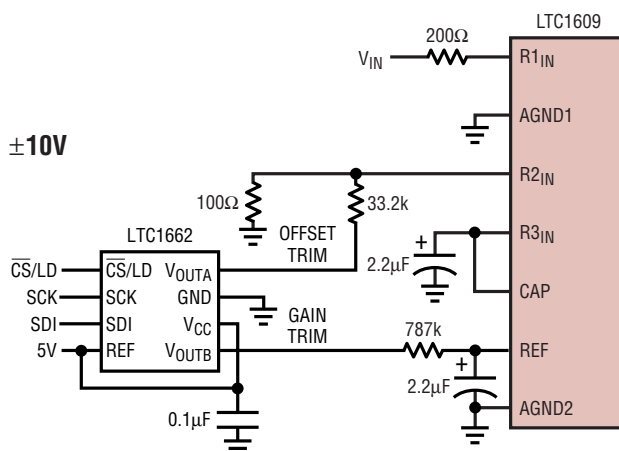 LTC1609
200Ω
V_IN
R1_IN
AGND1
±10V
R2_IN
100Ω
33.2k
LTC1662
OFFSET
TRIM
R3_IN
+
2.2µF
C̅S̅/LD
C̅S̅/LD
V_OUTA
CAP
SCK
SCK
GND
SDI
SDI
V_CC
GAIN
TRIM
787k
5V
REF
V_OUTB
REF
+
2.2µF
0.1µF
AGND2